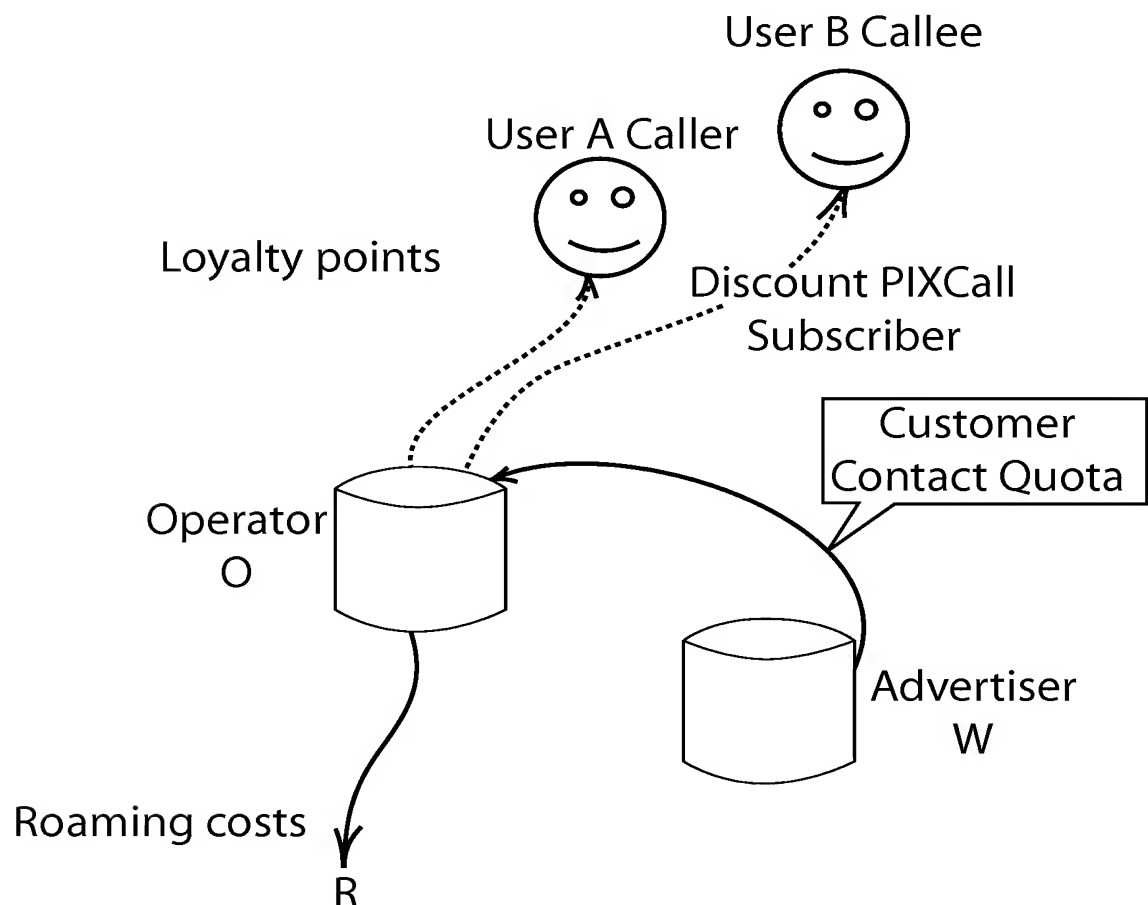 User B Callee
User A Caller
Loyalty points
Discount PIXCall
Subscriber
Customer
Contact Quota
Operator
O
Advertiser
W
Roaming costs
R